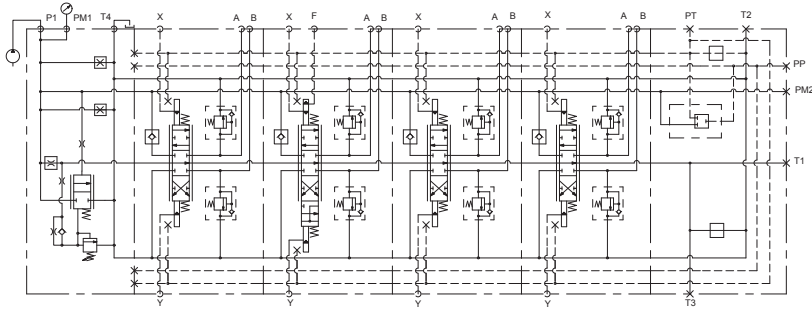 P1 PM1 T4 X A B X F A B X A B X A B PT T2
PP
PM2
T1
Y Y Y Y T3